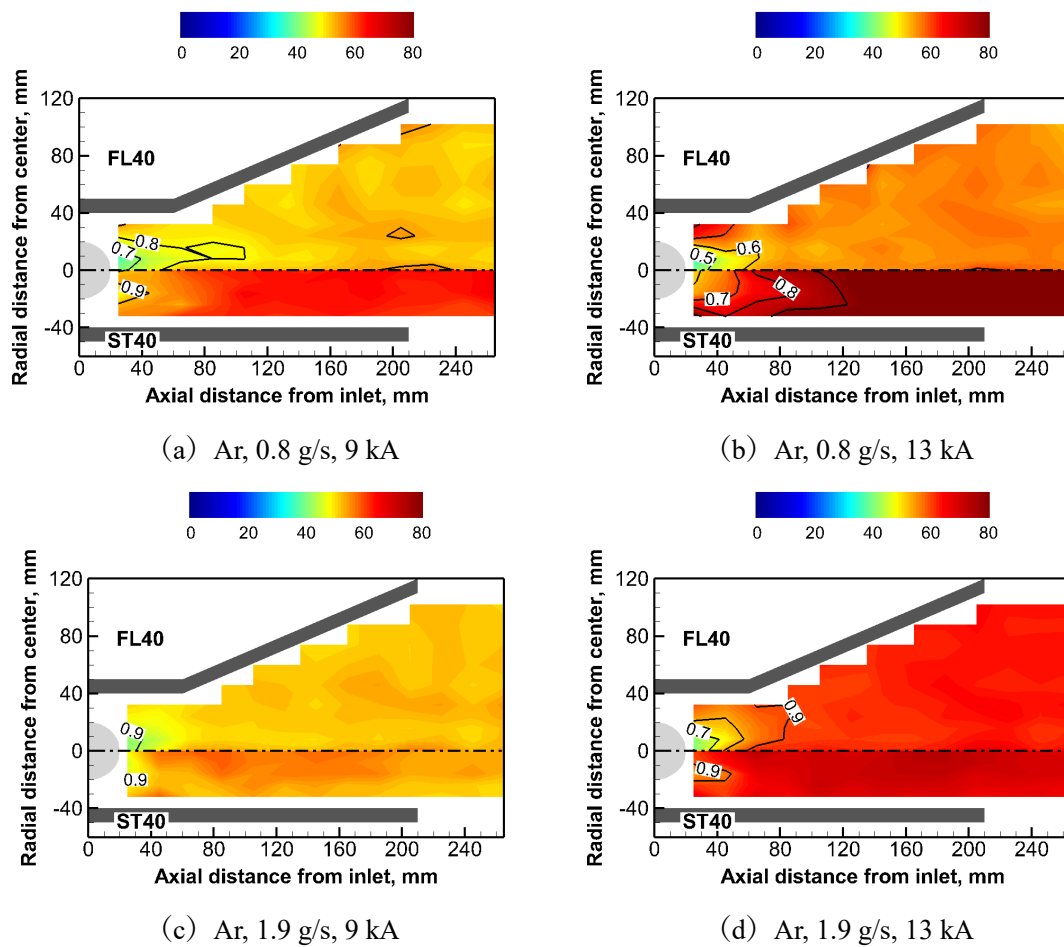 0 20 40 60 80
Radial distance from center, mm
120
80
40
0
-40
FL40
0.8
0.7
0.9
ST40
0 40 80 120 160 200 240
Axial distance from inlet, mm
(a) Ar, 0.8 g/s, 9 kA
0 20 40 60 80
Radial distance from center, mm
120
80
40
0
-40
FL40
0.6
0.5
0.7
0.8
ST40
0 40 80 120 160 200 240
Axial distance from inlet, mm
(b) Ar, 0.8 g/s, 13 kA
0 20 40 60 80
Radial distance from center, mm
120
80
40
0
-40
FL40
0.9
0.9
ST40
0 40 80 120 160 200 240
Axial distance from inlet, mm
(c) Ar, 1.9 g/s, 9 kA
0 20 40 60 80
Radial distance from center, mm
120
80
40
0
-40
FL40
0.9
0.7
0.9
ST40
0 40 80 120 160 200 240
Axial distance from inlet, mm
(d) Ar, 1.9 g/s, 13 kA